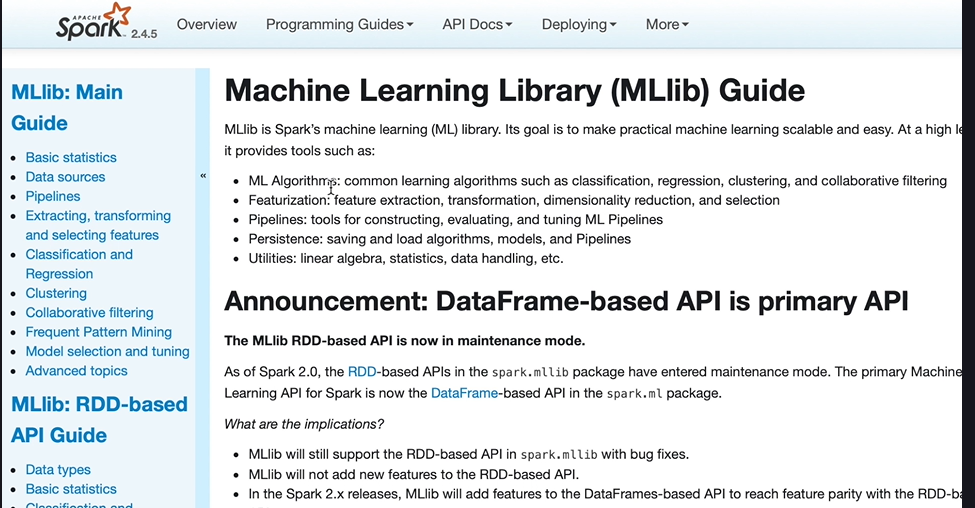 APACHE
Spark 2.4.5 Overview Programming Guides API Docs Deploying More
MLlib: Main
Guide
Basic statistics
Data sources
Pipelines
Extracting, transforming
and selecting features
Classification and
Regression
Clustering
Collaborative filtering
Frequent Pattern Mining
Model selection and tuning
Advanced topics
MLlib: RDD-based
API Guide
Data types
Basic statistics
Classification and
«
Machine Learning Library (MLlib) Guide
MLlib is Spark's machine learning (ML) library. Its goal is to make practical machine learning scalable and easy. At a high
it provides tools such as:
ML Algorithms: common learning algorithms such as classification, regression, clustering, and collaborative filtering
Featurization: feature extraction, transformation, dimensionality reduction, and selection
Pipelines: tools for constructing, evaluating, and tuning ML Pipelines
Persistence: saving and load algorithms, models, and Pipelines
Utilities: linear algebra, statistics, data handling, etc.
Announcement: DataFrame-based API is primary API
The MLlib RDD-based API is now in maintenance mode.
As of Spark 2.0, the RDD-based APIs in the spark.mllib package have entered maintenance mode. The primary Machine
Learning API for Spark is now the DataFrame-based API in the spark.ml package.
What are the implications?
MLlib will still support the RDD-based API in spark.mllib with bug fixes.
MLlib will not add new features to the RDD-based API.
In the Spark 2.x releases, MLlib will add features to the DataFrames-based API to reach feature parity with the